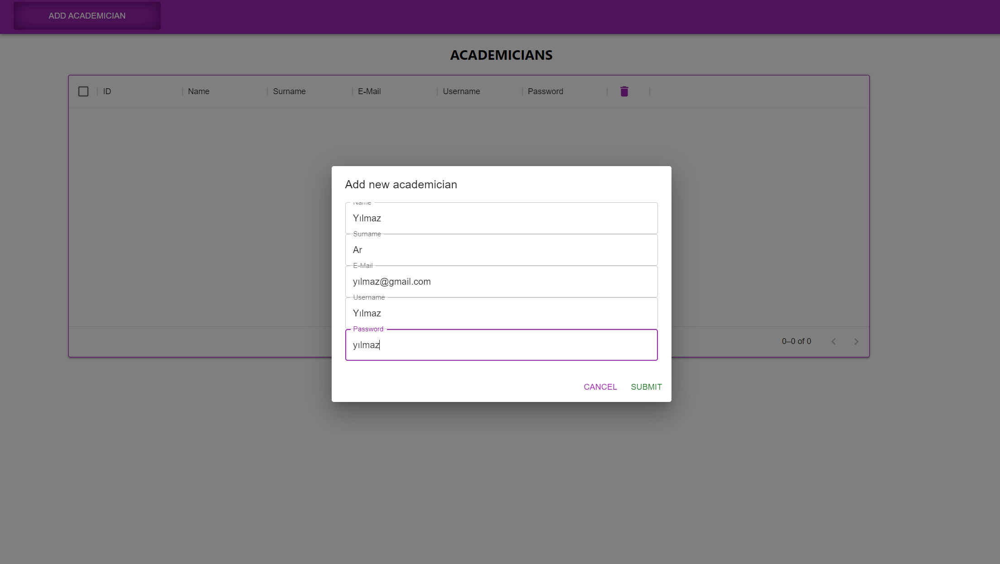 ADD ACADEMICIAN
ACADEMICIANS
ID Name Surname E-Mail Username Password
Add new academician
Name
Yılmaz
Surname
Ar
E-Mail
yılmaz@gmail.com
Username
Yılmaz
Password
yılmaz
0–0 of 0
CANCEL SUBMIT